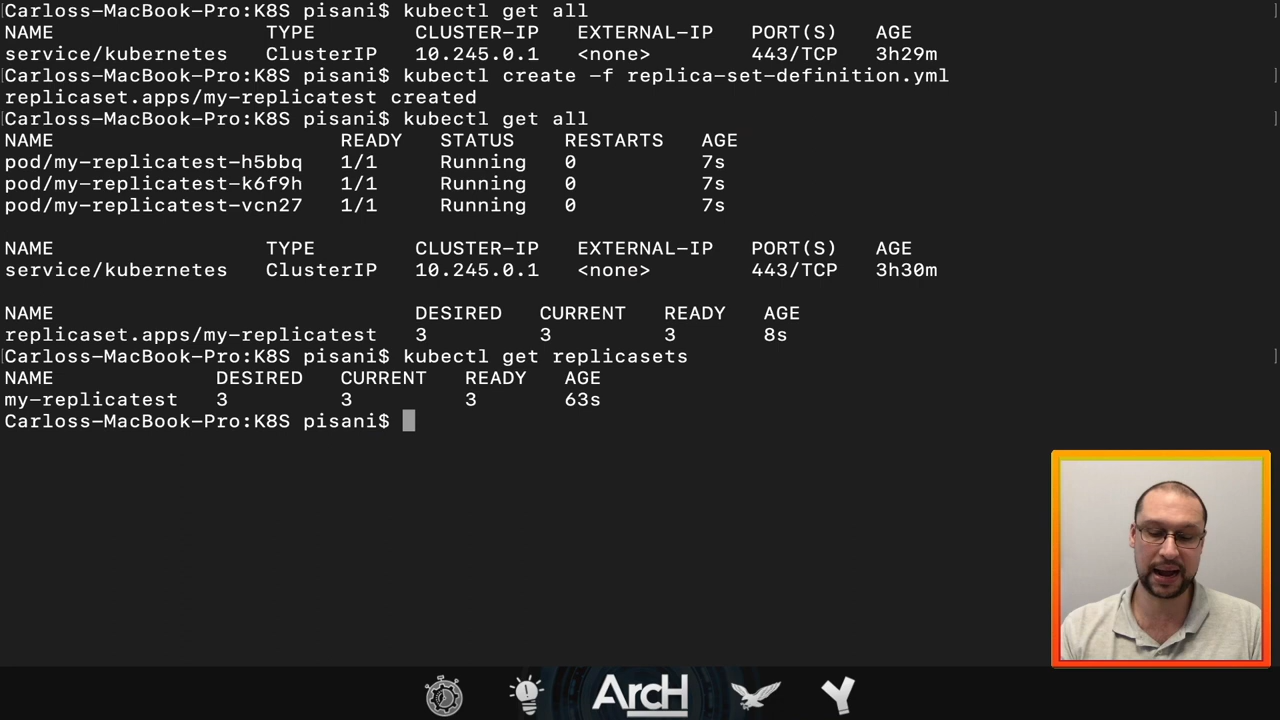 Carloss-MacBook-Pro:K8S pisani$ kubectl get all
NAME TYPE CLUSTER-IP EXTERNAL-IP PORT(S) AGE
service/kubernetes ClusterIP 10.245.0.1 <none> 443/TCP 3h29m
Carloss-MacBook-Pro:K8S pisani$ kubectl create -f replica-set-definition.yml
replicaset.apps/my-replicatest created
Carloss-MacBook-Pro:K8S pisani$ kubectl get all
NAME READY STATUS RESTARTS AGE
pod/my-replicatest-h5bbq 1/1 Running 0 7s
pod/my-replicatest-k6f9h 1/1 Running 0 7s
pod/my-replicatest-vcn27 1/1 Running 0 7s
NAME TYPE CLUSTER-IP EXTERNAL-IP PORT(S) AGE
service/kubernetes ClusterIP 10.245.0.1 <none> 443/TCP 3h30m
NAME DESIRED CURRENT READY AGE
replicaset.apps/my-replicatest 3 3 3 8s
Carloss-MacBook-Pro:K8S pisani$ kubectl get replicasets
NAME DESIRED CURRENT READY AGE
my-replicatest 3 3 3 63s
Carloss-MacBook-Pro:K8S pisani$
ArcH